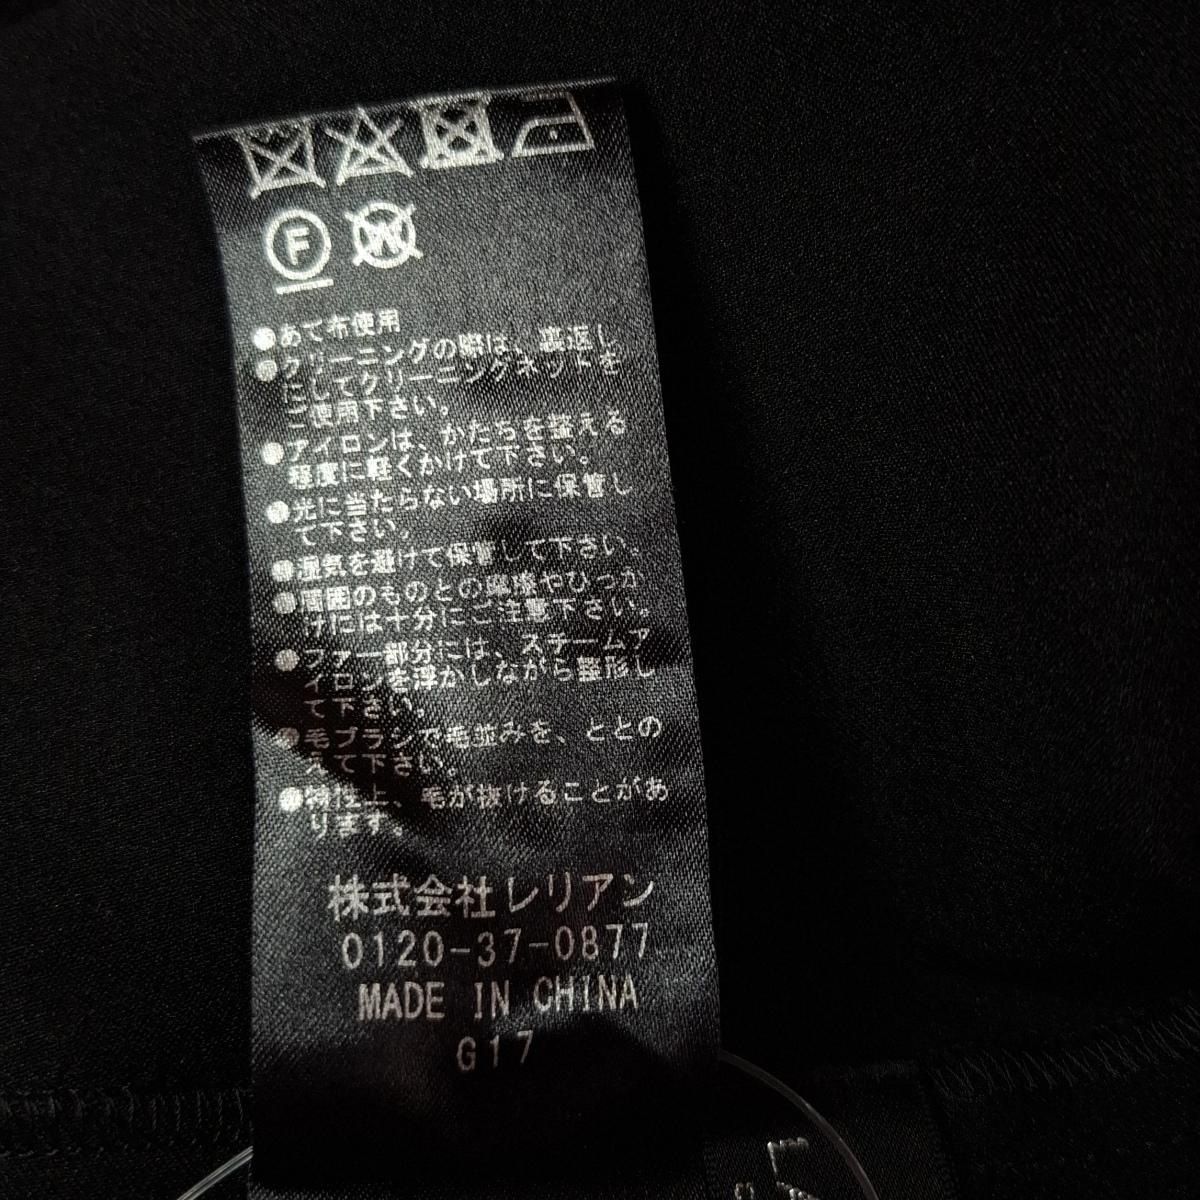 F W
●あて布使用
●クリーニングの際は、裏返し
にしてクリーニングネットを
ご使用下さい。
●アイロンは、かたちを整える
程度に軽くかけて下さい。
●光に当たらない場所に保管し
て下さい。
●湿気を避けて保管して下さい。
●周囲のものとの摩擦やひっか
けには十分にご注意下さい。
●ファー部分には、スチームア
イロンを浮かしながら整形し
て下さい。
●毛ブラシで毛並みを、ととの
えて下さい。
●特性上、毛が抜けることがあ
ります。
株式会社レリアン
0120-37-0877
MADE IN CHINA
G17